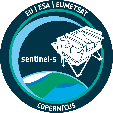 EU | ESA | EUMETSAT
sentinel-5
COPERNICUS